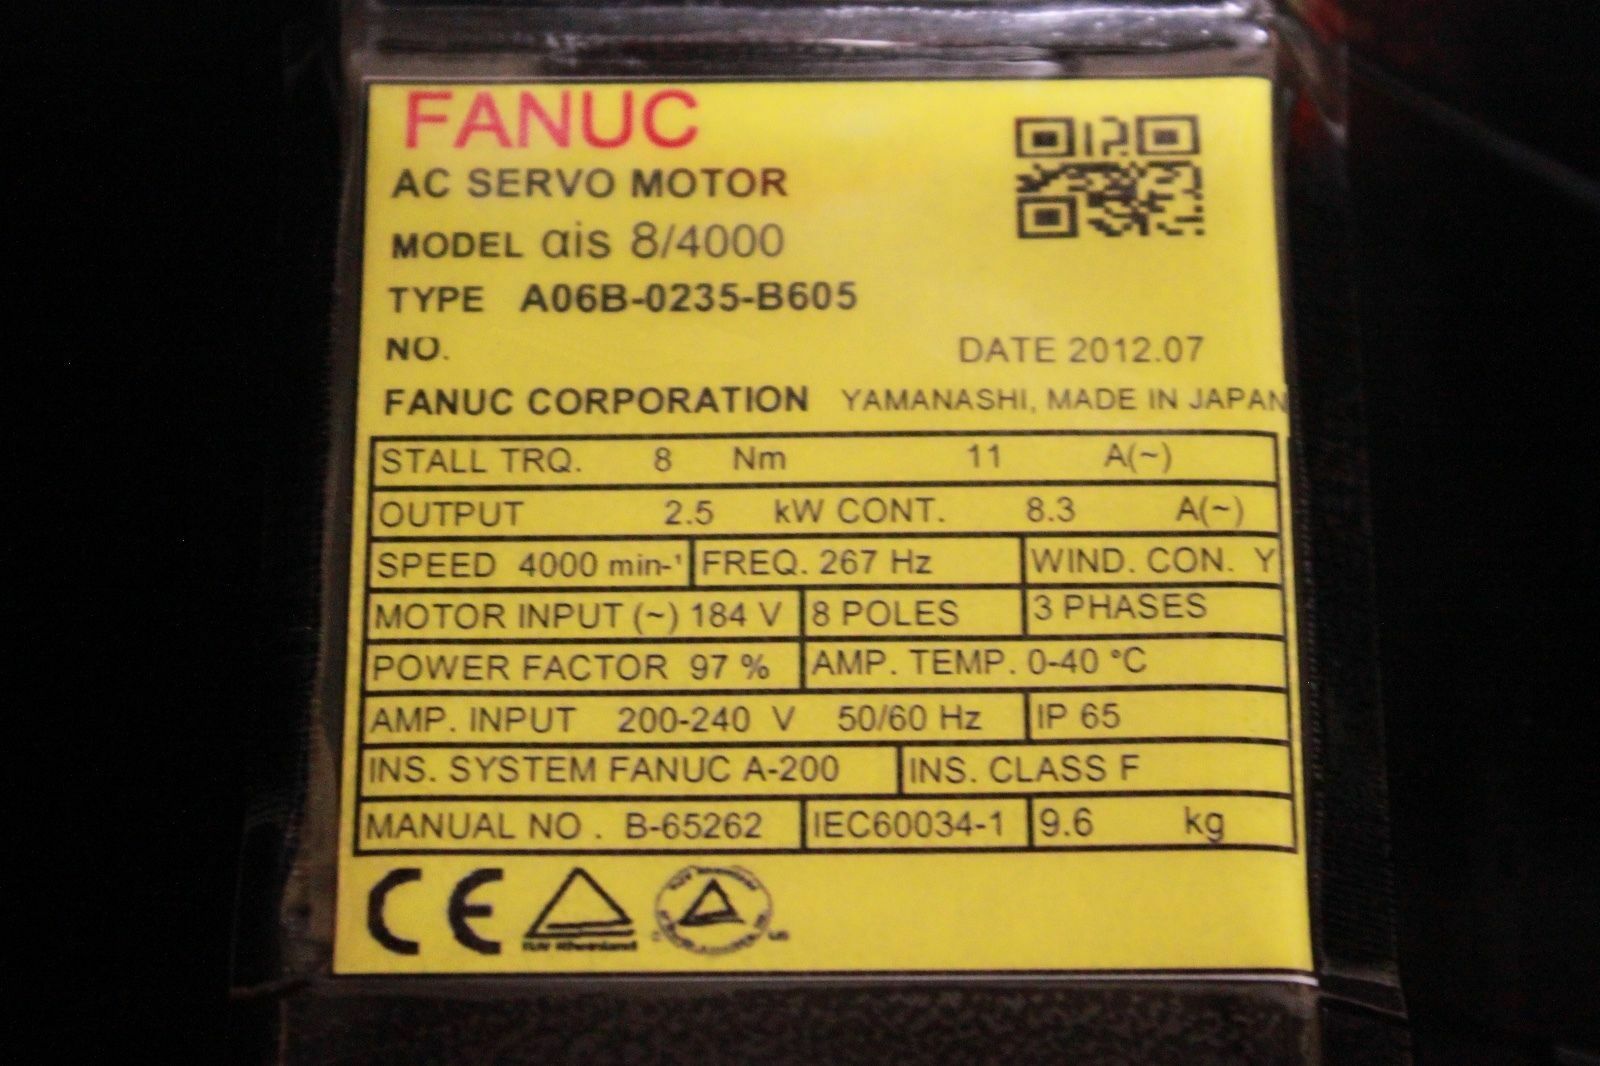 FANUC
AC SERVO MOTOR
MODEL αis 8/4000
TYPE A06B-0235-B605
NO. DATE 2012.07
FANUC CORPORATION YAMANASHI, MADE IN JAPAN
STALL TRQ. 8 Nm 11 A(~)
OUTPUT 2.5 kW CONT. 8.3 A(~)
SPEED 4000 min-¹ FREQ. 267 Hz WIND. CON. Y
MOTOR INPUT (~) 184 V 8 POLES 3 PHASES
POWER FACTOR 97 % AMP. TEMP. 0-40 °C
AMP. INPUT 200-240 V 50/60 Hz IP 65
INS. SYSTEM FANUC A-200 INS. CLASS F
MANUAL NO . B-65262 IEC60034-1 9.6 kg
CE